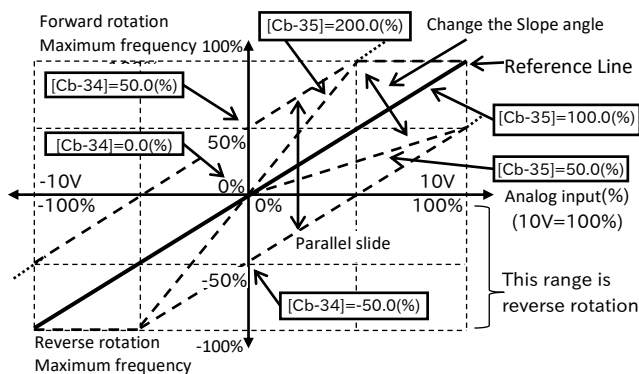 Forward rotation
Maximum frequency
100%
[Cb-35]=200.0(%)
Change the Slope angle
Reference Line
[Cb-34]=50.0(%)
[Cb-35]=100.0(%)
50%
[Cb-34]=0.0(%)
[Cb-35]=50.0(%)
0%
-10V
10V
Analog input(%)
-100%
0%
100%
(10V=100%)
Parallel slide
-50%
This range is
reverse rotation
[Cb-34]=-50.0(%)
Reverse rotation
-100%
Maximum frequency